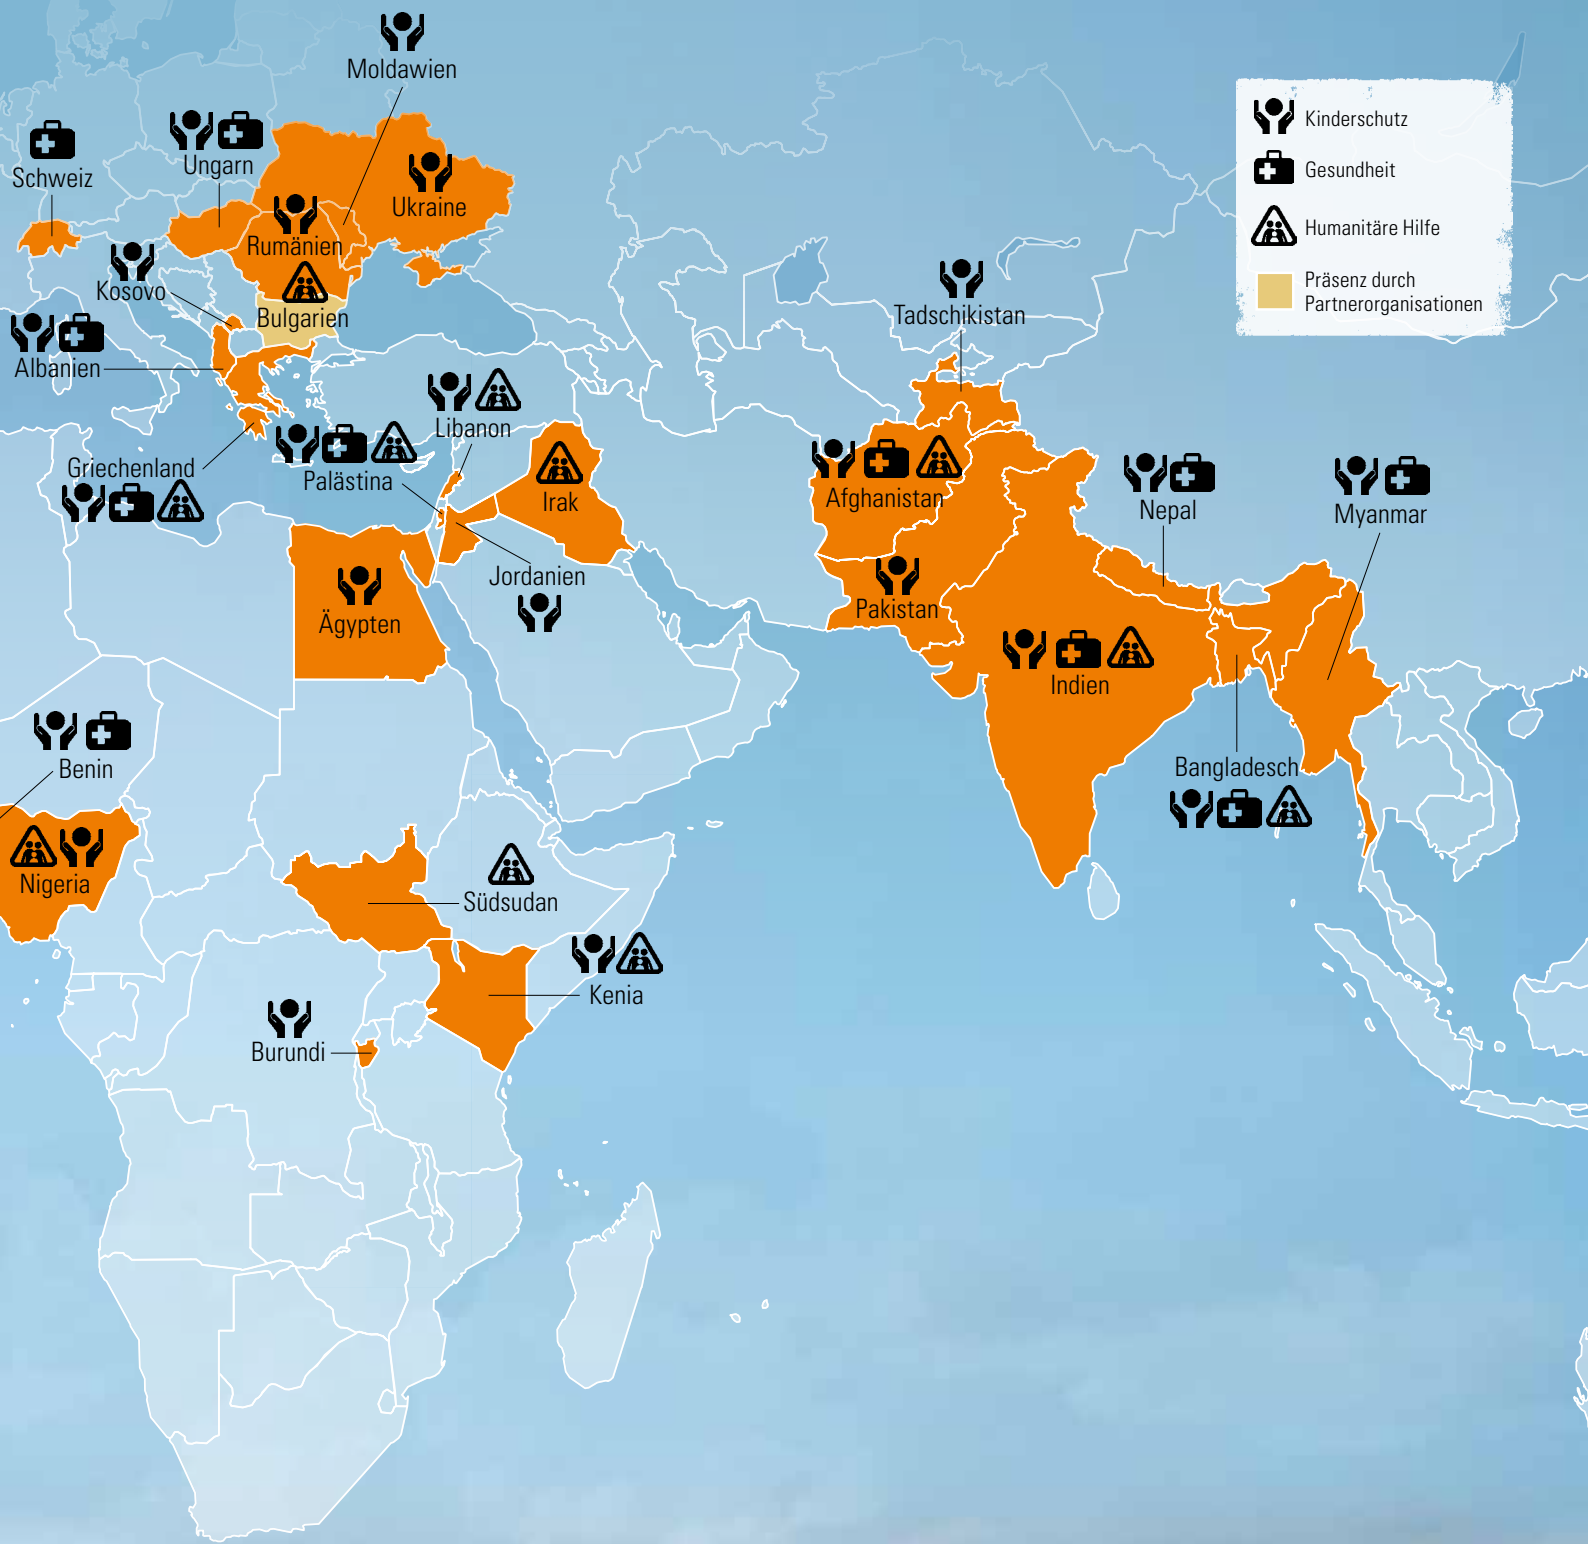 Moldawien
Schweiz
Ungarn
Ukraine
Rumänien
Kosovo
Bulgarien
Albanien
Libanon
Griechenland
Palästina
Irak
Jordanien
Ägypten
Benin
Nigeria
Südsudan
Kenia
Burundi
Tadschikistan
Afghanistan
Pakistan
Nepal
Myanmar
Indien
Bangladesch
Kinderschutz
Gesundheit
Humanitäre Hilfe
Präsenz durch
Partnerorganisationen